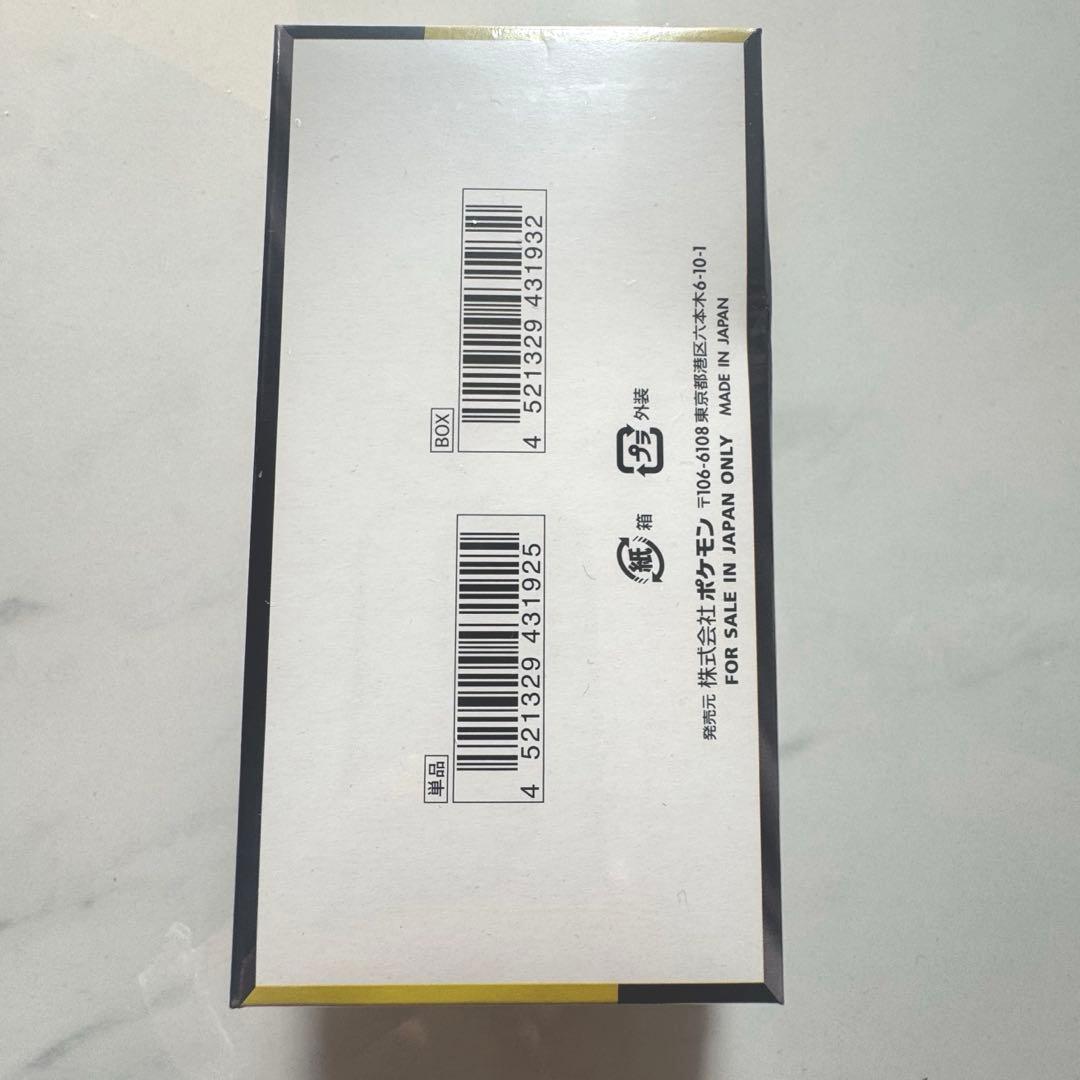 単品
4 521329 431925
BOX
4 521329 431932
紙 箱
プラ 外装
発売元 株式会社 ポケモン 〒106-6108 東京都港区六本木6-10-1
FOR SALE IN JAPAN ONLY MADE IN JAPAN